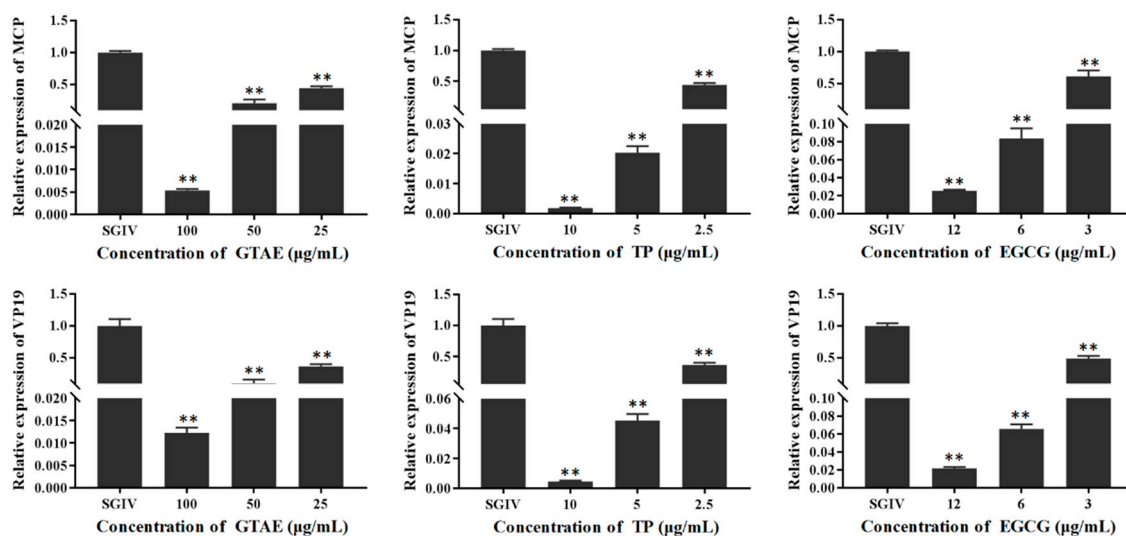 Relative expression of MCP
1.5
1.0
0.5
0.020
0.015
0.010
0.005
0.000
** ** **
SGIV 100 50 25
Concentration of GTAE (μg/mL)
Relative expression of MCP
1.5
1.0
0.5
0.03
0.02
0.01
0.00
** ** **
SGIV 10 5 2.5
Concentration of TP (μg/mL)
Relative expression of MCP
1.5
1.0
0.5
0.10
0.08
0.06
0.04
0.02
0.00
** ** **
SGIV 12 6 3
Concentration of EGCG (μg/mL)
Relative expression of VP19
1.5
1.0
0.5
0.020
0.015
0.010
0.005
0.000
** ** **
SGIV 100 50 25
Concentration of GTAE (μg/mL)
Relative expression of VP19
1.5
1.0
0.5
0.06
0.04
0.02
0.00
** ** **
SGIV 10 5 2.5
Concentration of TP (μg/mL)
Relative expression of VP19
1.5
1.0
0.5
0.10
0.08
0.06
0.04
0.02
0.00
** ** **
SGIV 12 6 3
Concentration of EGCG (μg/mL)